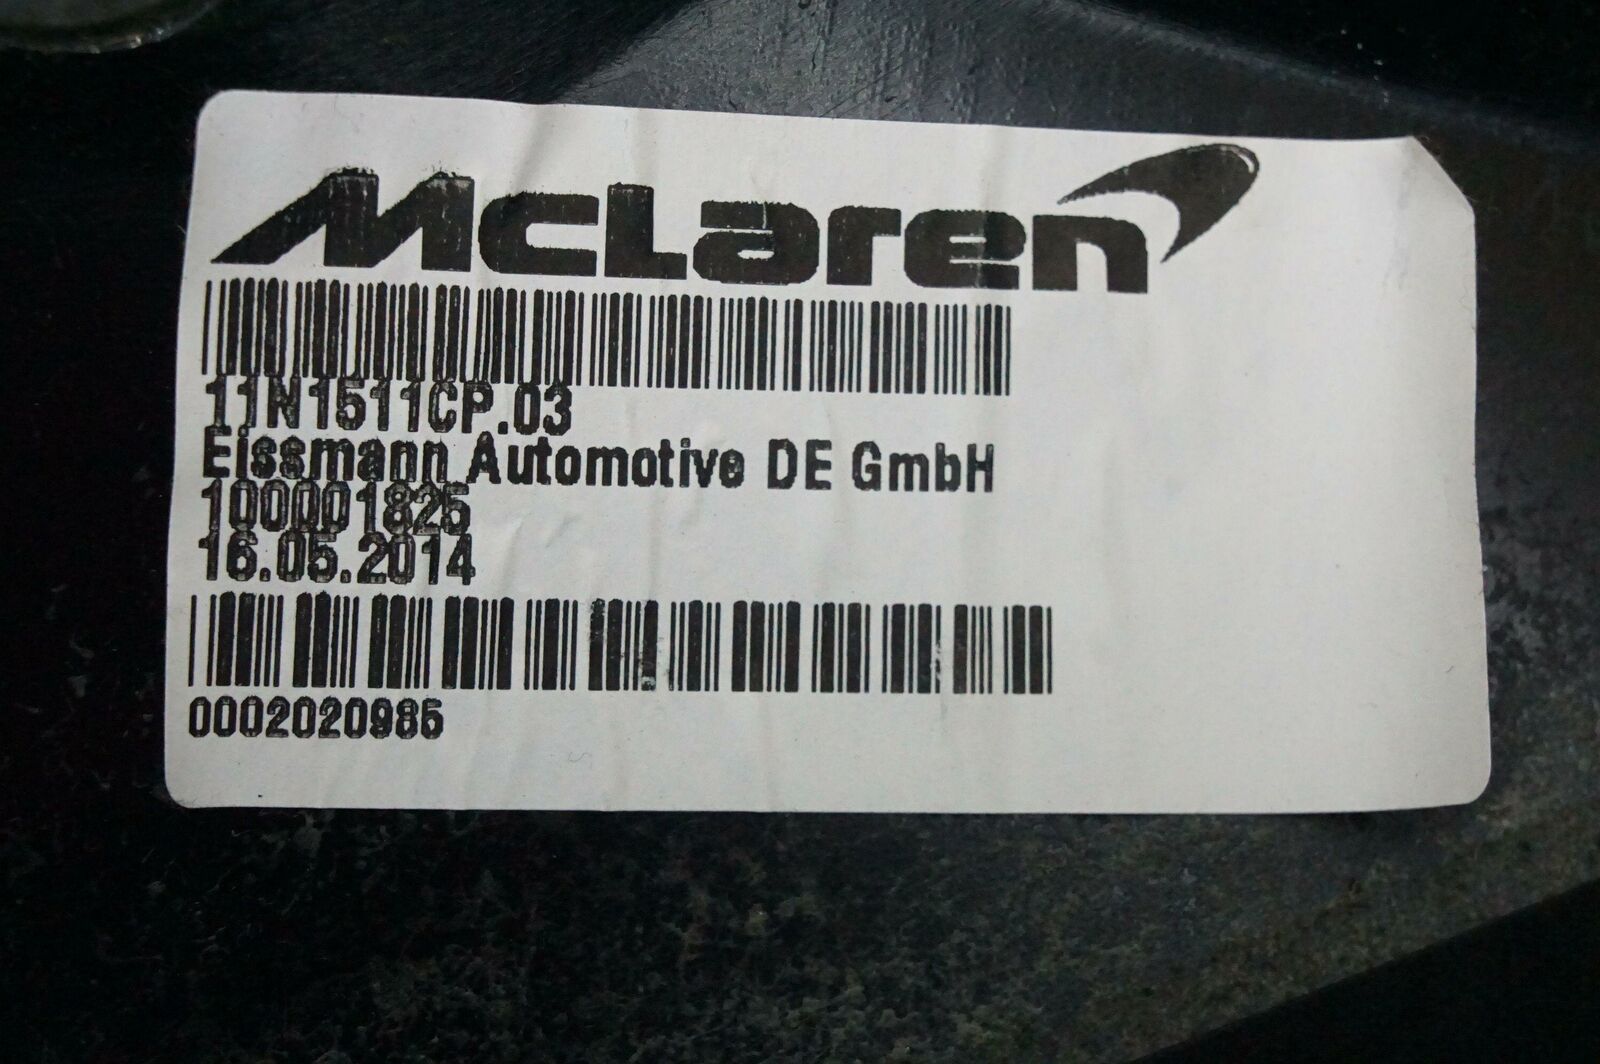 McLaren
11N1511CP.03
Eissmann Automotive DE GmbH
100001825
16.05.2014
0002020985